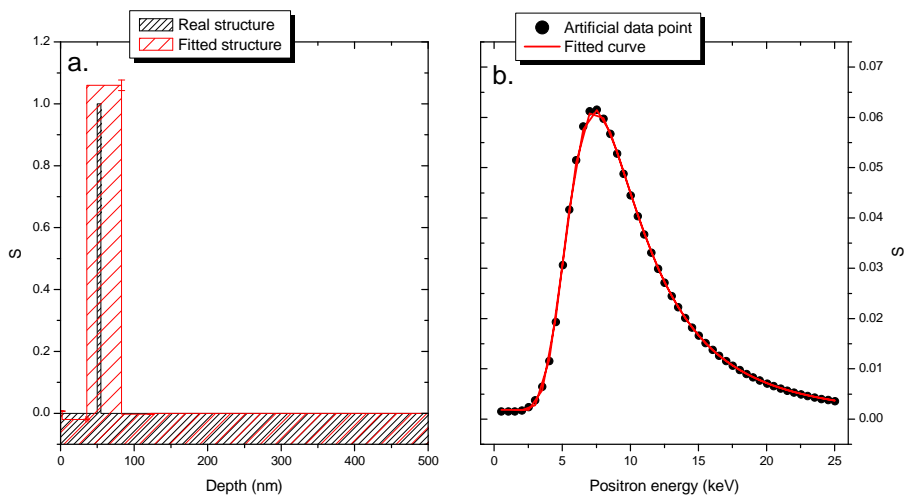 Real structure
Fitted structure
a.
1.2
1.0
0.8
0.6
0.4
0.2
0.0
S
0 100 200 300 400 500
Depth (nm)
Artificial data point
Fitted curve
b.
0.07
0.06
0.05
0.04
0.03
0.02
0.01
0.00
S
0 5 10 15 20 25
Positron energy (keV)